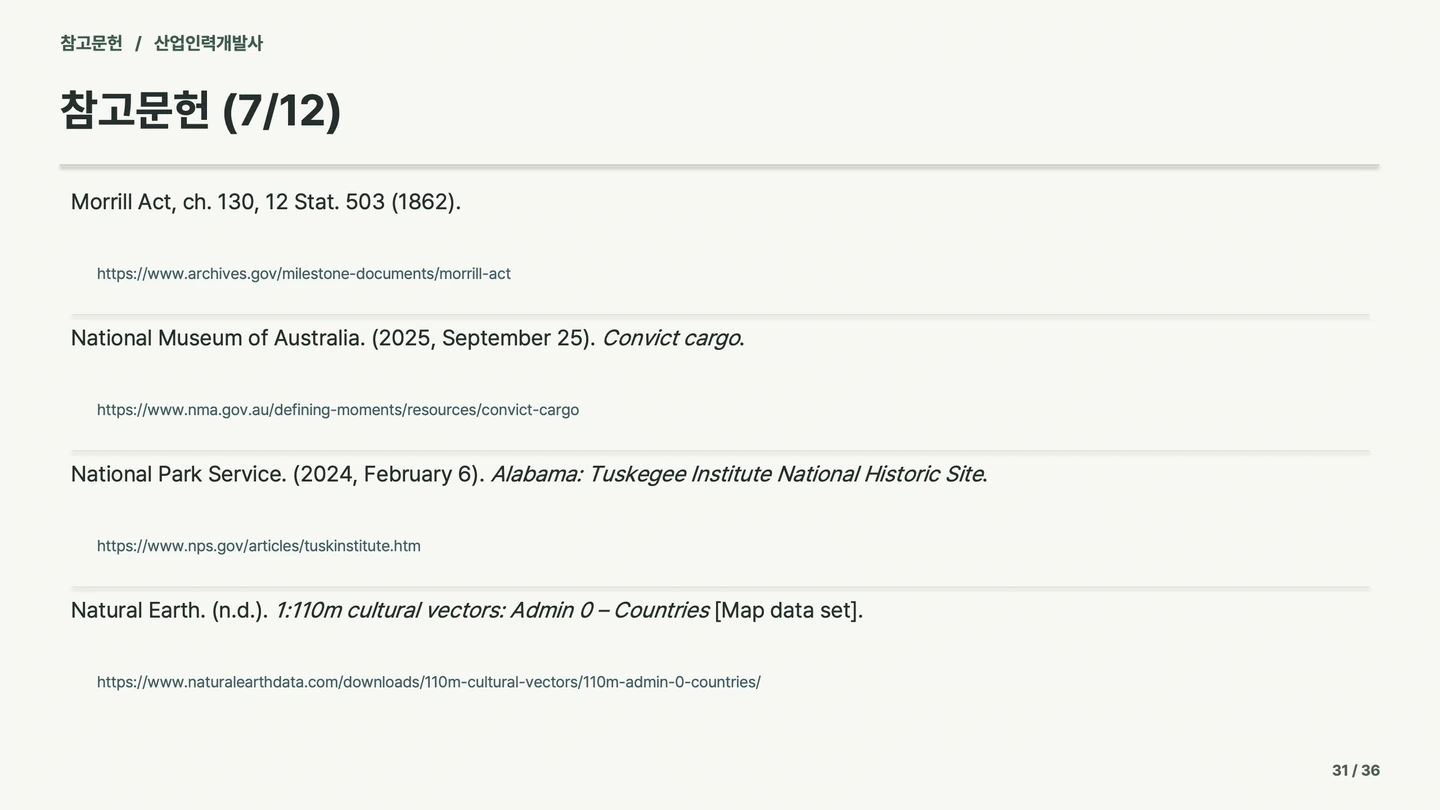 참고문헌 / 산업인력개발사
참고문헌 (7/12)
Morrill Act, ch. 130, 12 Stat. 503 (1862).
https://www.archives.gov/milestone-documents/morrill-act
National Museum of Australia. (2025, September 25). Convict cargo.
https://www.nma.gov.au/defining-moments/resources/convict-cargo
National Park Service. (2024, February 6). Alabama: Tuskegee Institute National Historic Site.
https://www.nps.gov/articles/tuskinstitute.htm
Natural Earth. (n.d.). 1:110m cultural vectors: Admin 0 – Countries [Map data set].
https://www.naturalearthdata.com/downloads/110m-cultural-vectors/110m-admin-0-countries/
31 / 36